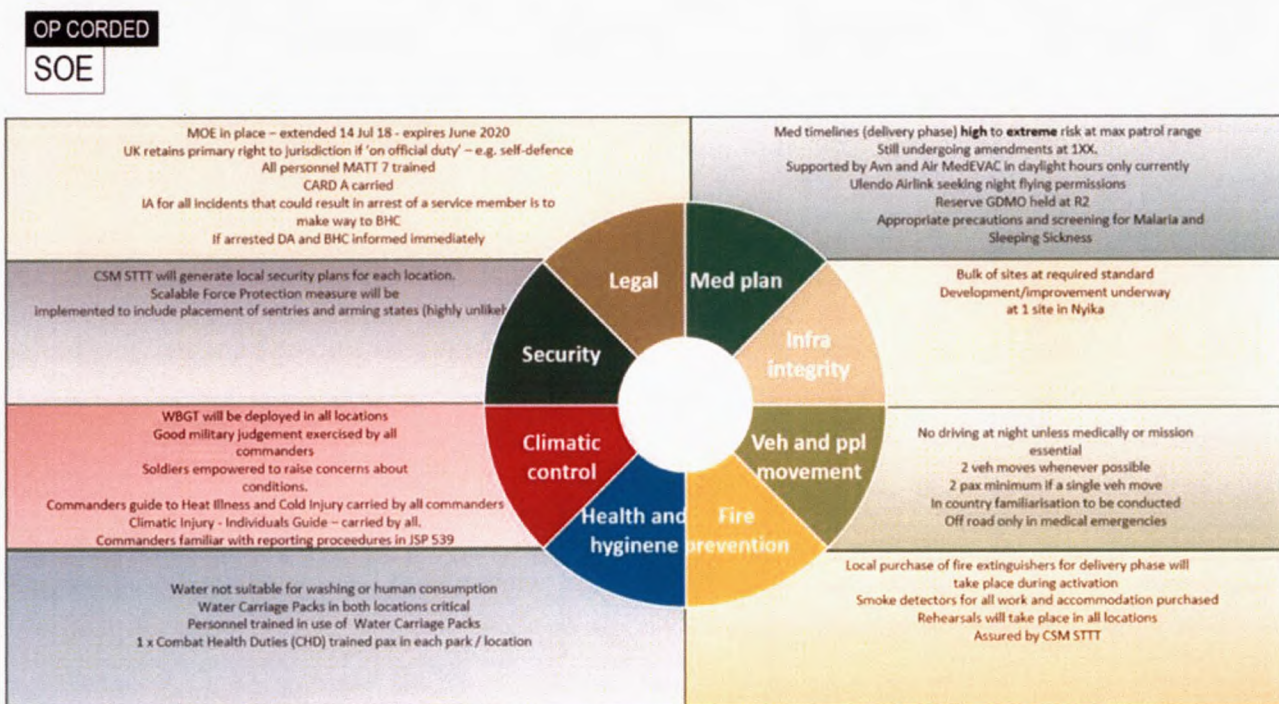 OP CORDED
SOE
MOE in place – extended 14 Jul 18 - expires June 2020
UK retains primary right to jurisdiction if 'on official duty' – e.g. self-defence
All personnel MATT 7 trained
CARD A carried
IA for all incidents that could result in arrest of a service member is to
make way to BHC
If arrested DA and BHC informed immediately
Med timelines (delivery phase) high to extreme risk at max patrol range
Still undergoing amendments at 1XX.
Supported by Avn and Air MedEVAC in daylight hours only currently
Ulendo Airlink seeking night flying permissions
Reserve GDMO held at R2
Appropriate precautions and screening for Malaria and
Sleeping Sickness
CSM STTT will generate local security plans for each location.
Scalable Force Protection measure will be
implemented to include placement of sentries and arming states (highly unlikel
Bulk of sites at required standard
Development/improvement underway
at 1 site in Nyika
WBGT will be deployed in all locations
Good military judgement exercised by all
commanders
Soldiers empowered to raise concerns about
conditions.
Commanders guide to Heat Illness and Cold Injury carried by all commanders
Climatic Injury - Individuals Guide – carried by all.
Commanders familiar with reporting proceedures in JSP 539
No driving at night unless medically or mission
essential
2 veh moves whenever possible
2 pax minimum if a single veh move
In country familiarisation to be conducted
Off road only in medical emergencies
Water not suitable for washing or human consumption
Water Carriage Packs in both locations critical
Personnel trained in use of Water Carriage Packs
1 x Combat Health Duties (CHD) trained pax in each park / location
Local purchase of fire extinguishers for delivery phase will
take place during activation
Smoke detectors for all work and accommodation purchased
Rehearsals will take place in all locations
Assured by CSM STTT
Legal
Med plan
Security
Infra
integrity
Climatic
control
Veh and ppl
movement
Health and
hyginene
Fire
prevention